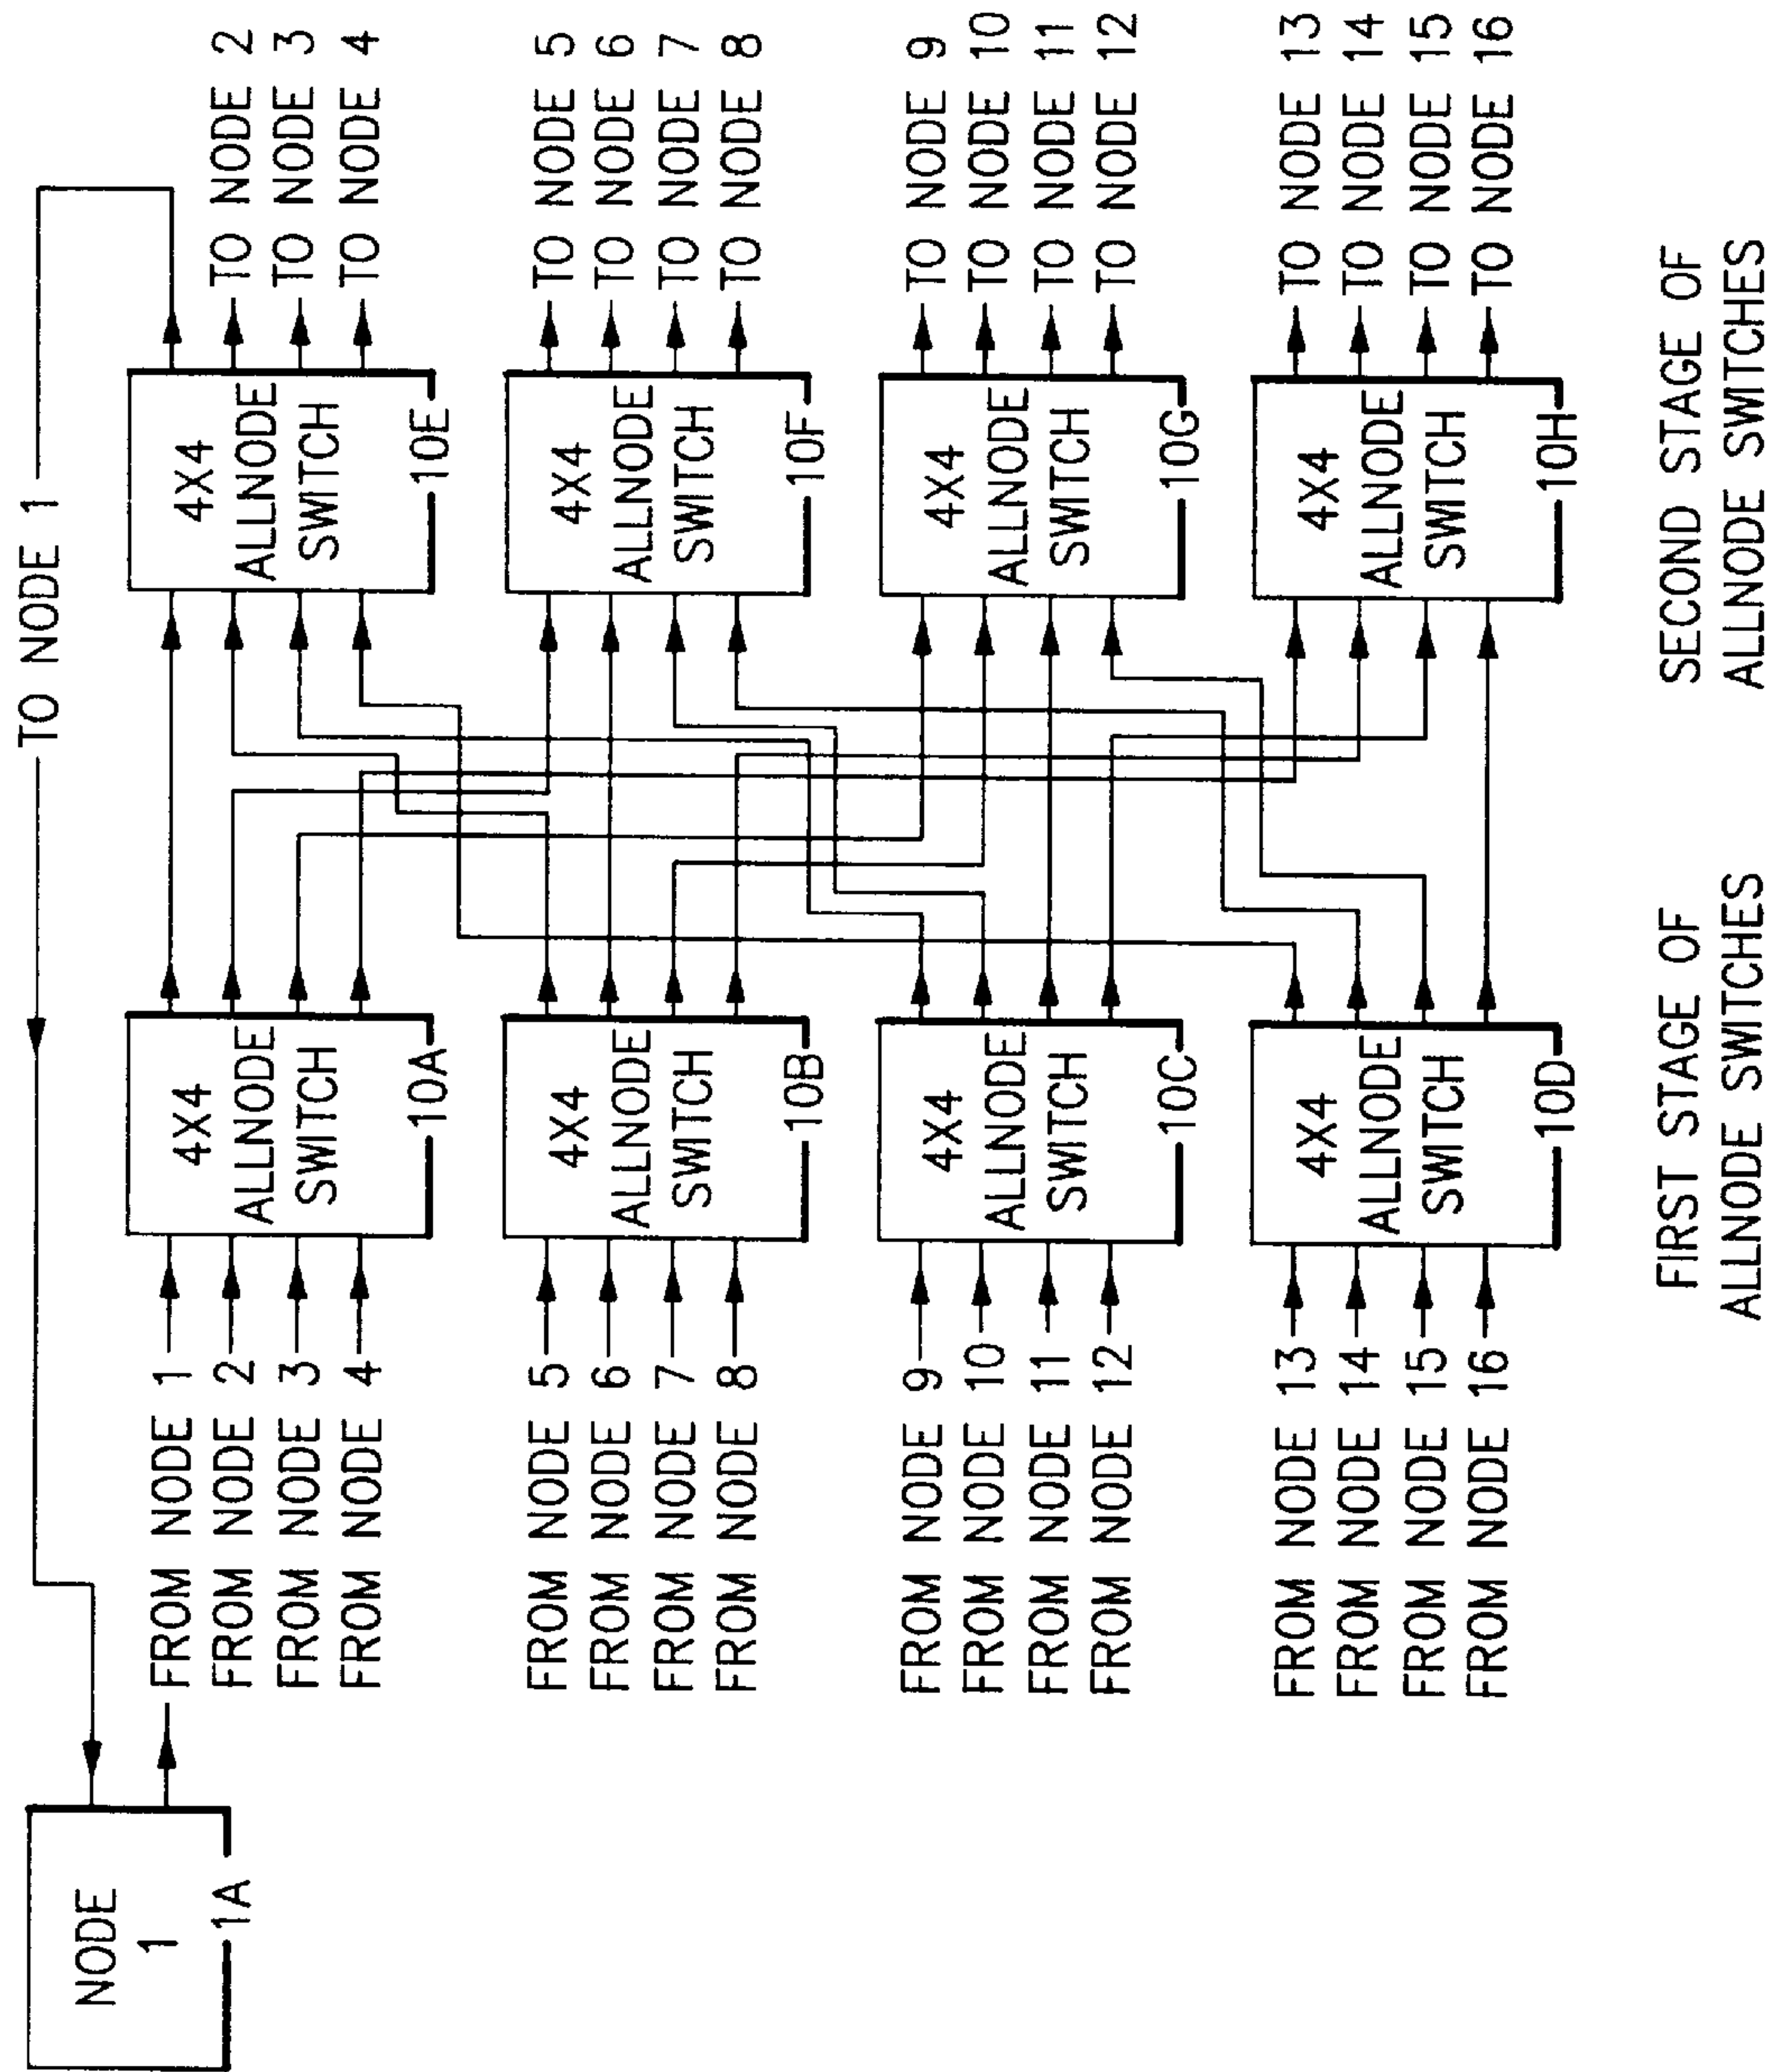 TO NODE 1
NODE
1
1A
FROM NODE 1
FROM NODE 2
FROM NODE 3
FROM NODE 4
4X4
ALLNODE
SWITCH
10A
4X4
ALLNODE
SWITCH
10E
TO NODE 2
TO NODE 3
TO NODE 4
FROM NODE 5
FROM NODE 6
FROM NODE 7
FROM NODE 8
4X4
ALLNODE
SWITCH
10B
4X4
ALLNODE
SWITCH
10F
TO NODE 5
TO NODE 6
TO NODE 7
TO NODE 8
FROM NODE 9
FROM NODE 10
FROM NODE 11
FROM NODE 12
4X4
ALLNODE
SWITCH
10C
4X4
ALLNODE
SWITCH
10G
TO NODE 9
TO NODE 10
TO NODE 11
TO NODE 12
FROM NODE 13
FROM NODE 14
FROM NODE 15
FROM NODE 16
4X4
ALLNODE
SWITCH
10D
4X4
ALLNODE
SWITCH
10H
TO NODE 13
TO NODE 14
TO NODE 15
TO NODE 16
FIRST STAGE OF
ALLNODE SWITCHES
SECOND STAGE OF
ALLNODE SWITCHES